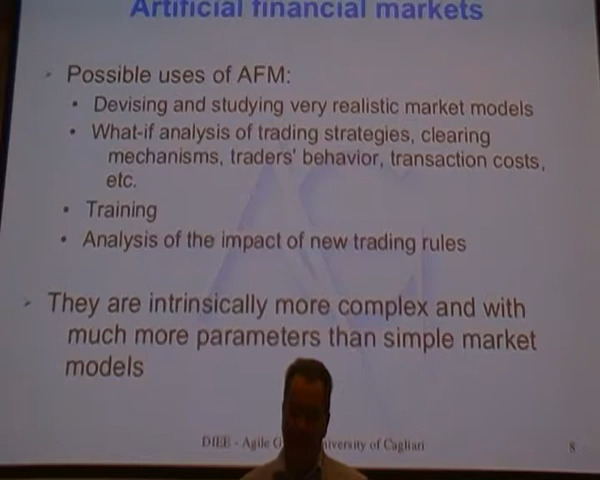 Artificial financial markets
Possible uses of AFM:
Devising and studying very realistic market models
What-if analysis of trading strategies, clearing
mechanisms, traders' behavior, transaction costs,
etc.
Training
Analysis of the impact of new trading rules
They are intrinsically more complex and with
much more parameters than simple market
models
DIEE - Agile of Cagliari
8